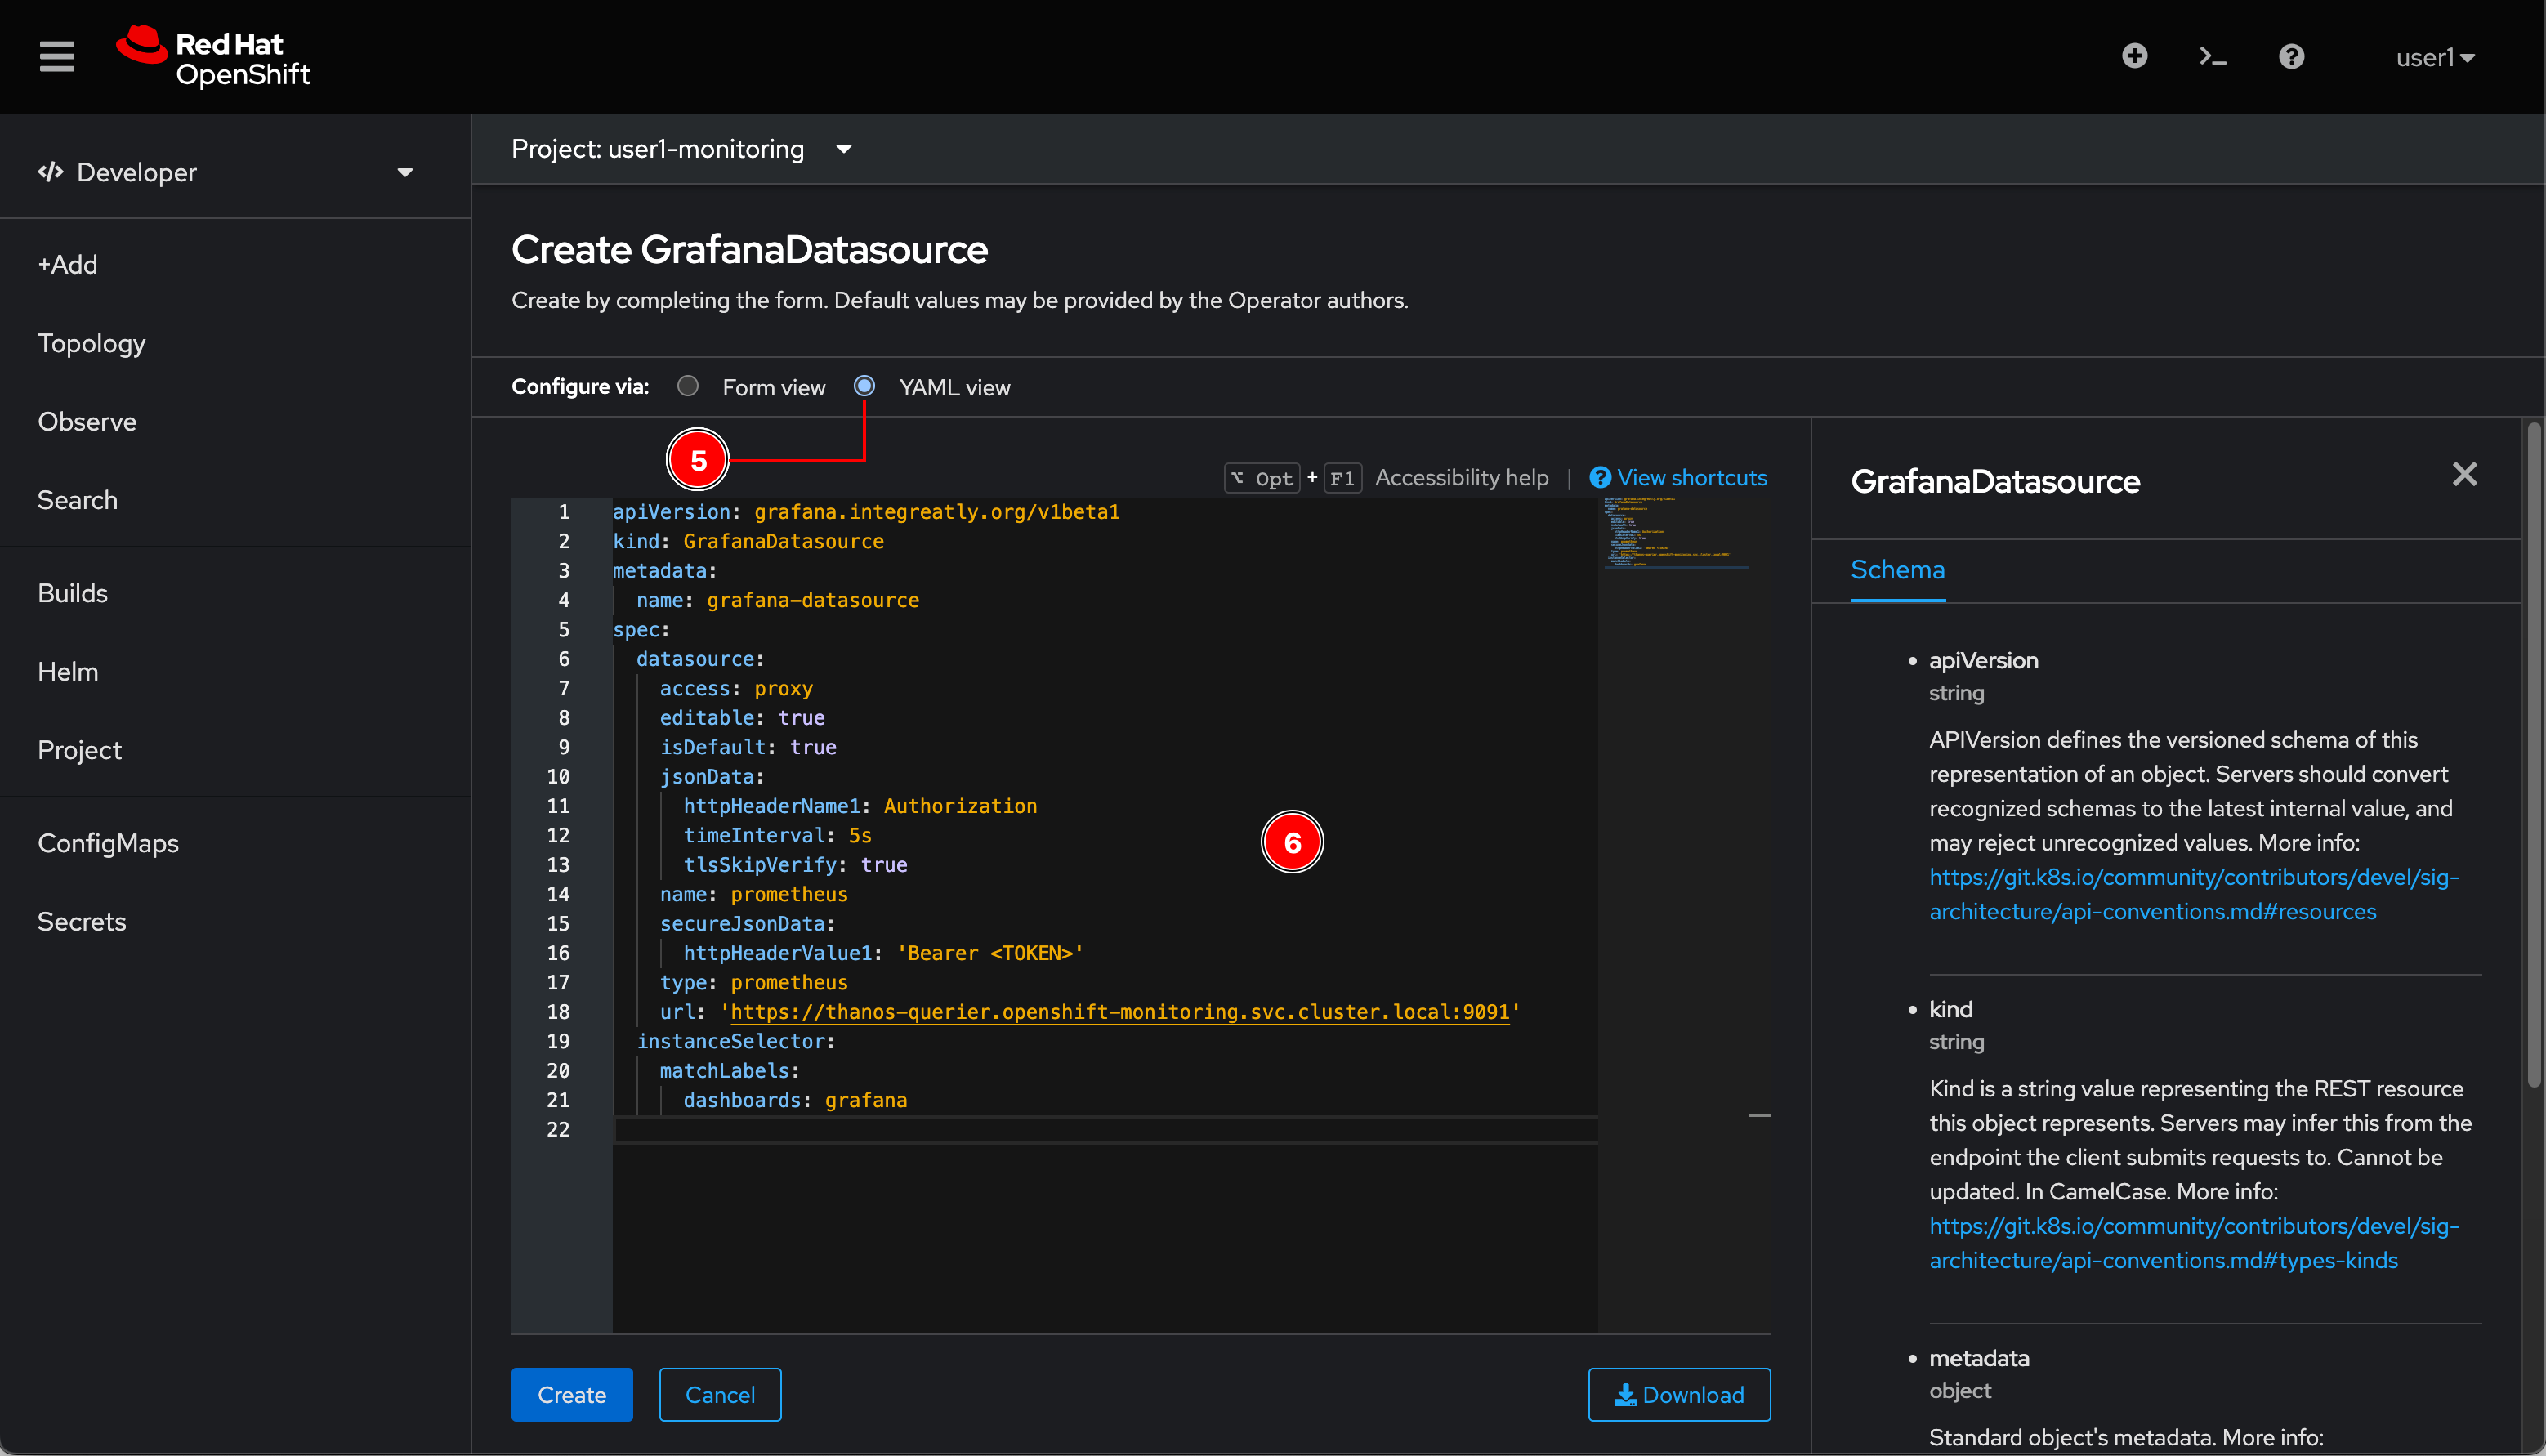 Red Hat
OpenShift
user1
Developer
+Add
Topology
Observe
Search
Builds
Helm
Project
ConfigMaps
Secrets
Project: user1-monitoring
Create GrafanaDatasource
Create by completing the form. Default values may be provided by the Operator authors.
Configure via: Form view YAML view
5
⌥ Opt + F1 Accessibility help | View shortcuts
1 apiVersion: grafana.integreatly.org/v1beta1
2 kind: GrafanaDatasource
3 metadata:
4 name: grafana-datasource
5 spec:
6 datasource:
7 access: proxy
8 editable: true
9 isDefault: true
10 jsonData:
11 httpHeaderName1: Authorization
12 timeInterval: 5s
13 tlsSkipVerify: true
14 name: prometheus
15 secureJsonData:
16 httpHeaderValue1: 'Bearer <TOKEN>'
17 type: prometheus
18 url: 'https://thanos-querier.openshift-monitoring.svc.cluster.local:9091'
19 instanceSelector:
20 matchLabels:
21 dashboards: grafana
22
6
Create
Cancel
Download
GrafanaDatasource
Schema
• apiVersion
string
APIVersion defines the versioned schema of this
representation of an object. Servers should convert
recognized schemas to the latest internal value, and
may reject unrecognized values. More info:
https://git.k8s.io/community/contributors/devel/sig-
architecture/api-conventions.md#resources
• kind
string
Kind is a string value representing the REST resource
this object represents. Servers may infer this from the
endpoint the client submits requests to. Cannot be
updated. In CamelCase. More info:
https://git.k8s.io/community/contributors/devel/sig-
architecture/api-conventions.md#types-kinds
• metadata
object
Standard object's metadata. More info: